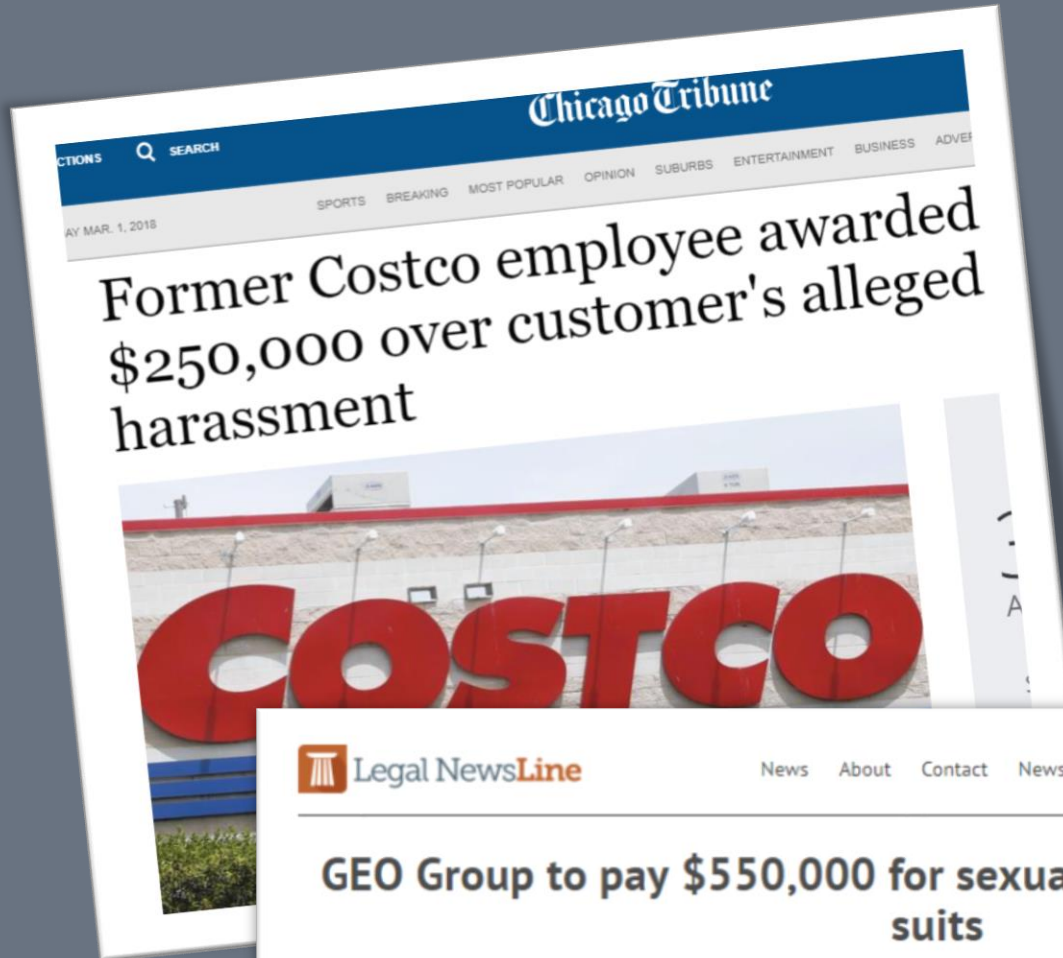 Chicago Tribune
CTIONS SEARCH
AY MAR. 1, 2018 SPORTS BREAKING MOST POPULAR OPINION SUBURBS ENTERTAINMENT BUSINESS ADVER
Former Costco employee awarded
$250,000 over customer's alleged
harassment
COSTCO
A
Legal NewsLine News About Contact News
GEO Group to pay $550,000 for sexua
suits